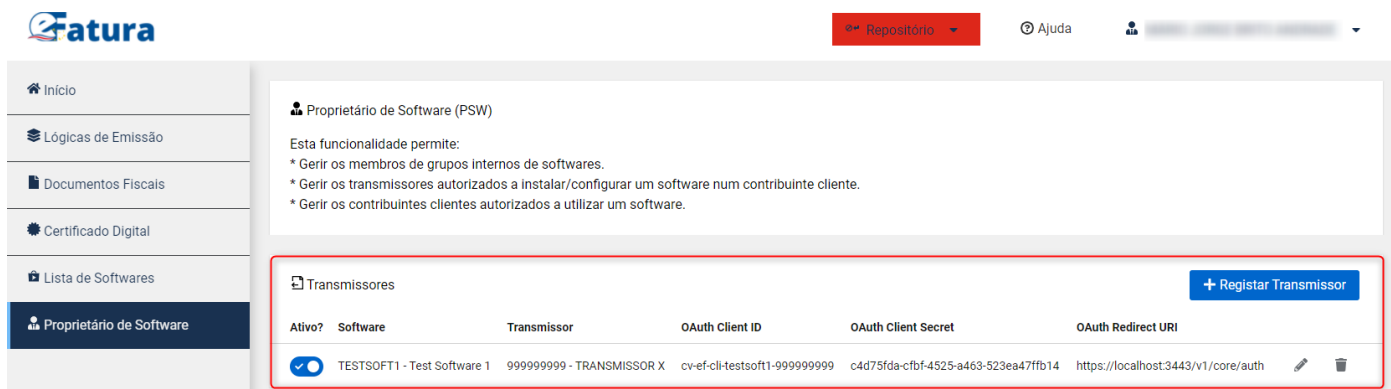 eFatura
Repositório
Ajuda
Início
Lógicas de Emissão
Documentos Fiscais
Certificado Digital
Lista de Softwares
Proprietário de Software
Proprietário de Software (PSW)
Esta funcionalidade permite:
* Gerir os membros de grupos internos de softwares.
* Gerir os transmissores autorizados a instalar/configurar um software num contribuinte cliente.
* Gerir os contribuintes clientes autorizados a utilizar um software.
Transmissores
+ Registar Transmissor
Ativo? Software Transmissor OAuth Client ID OAuth Client Secret OAuth Redirect URI
TESTSOFT1 - Test Software 1 999999999 - TRANSMISSOR X cv-ef-cli-testsoft1-999999999 c4d75fda-cfbf-4525-a463-523ea47ffb14 https://localhost:3443/v1/core/auth